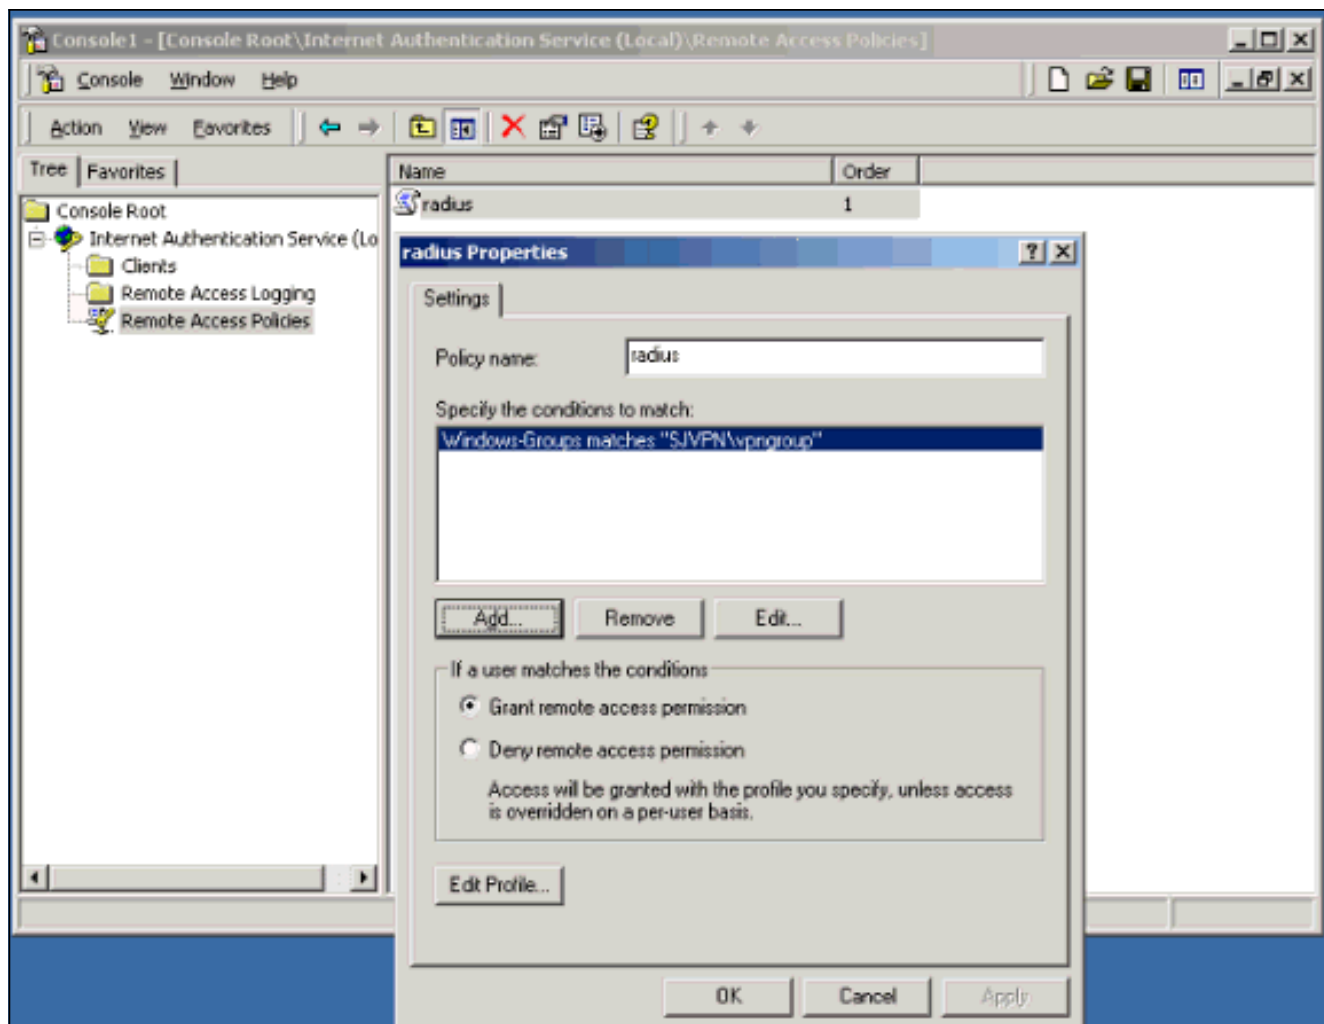 Console1 - [Console Root\Internet Authentication Service (Local)\Remote Access Policies]
Console Window Help
Action View Favorites
Tree Favorites
Name Order
Console Root
radius 1
Internet Authentication Service (Lo
Clients
Remote Access Logging
Remote Access Policies
radius Properties
Settings
Policy name: radius
Specify the conditions to match:
Windows-Groups matches "SJVPN\vpngroup"
Add... Remove Edit...
If a user matches the conditions
Grant remote access permission
Deny remote access permission
Access will be granted with the profile you specify, unless access
is overridden on a per-user basis.
Edit Profile...
OK Cancel Apply